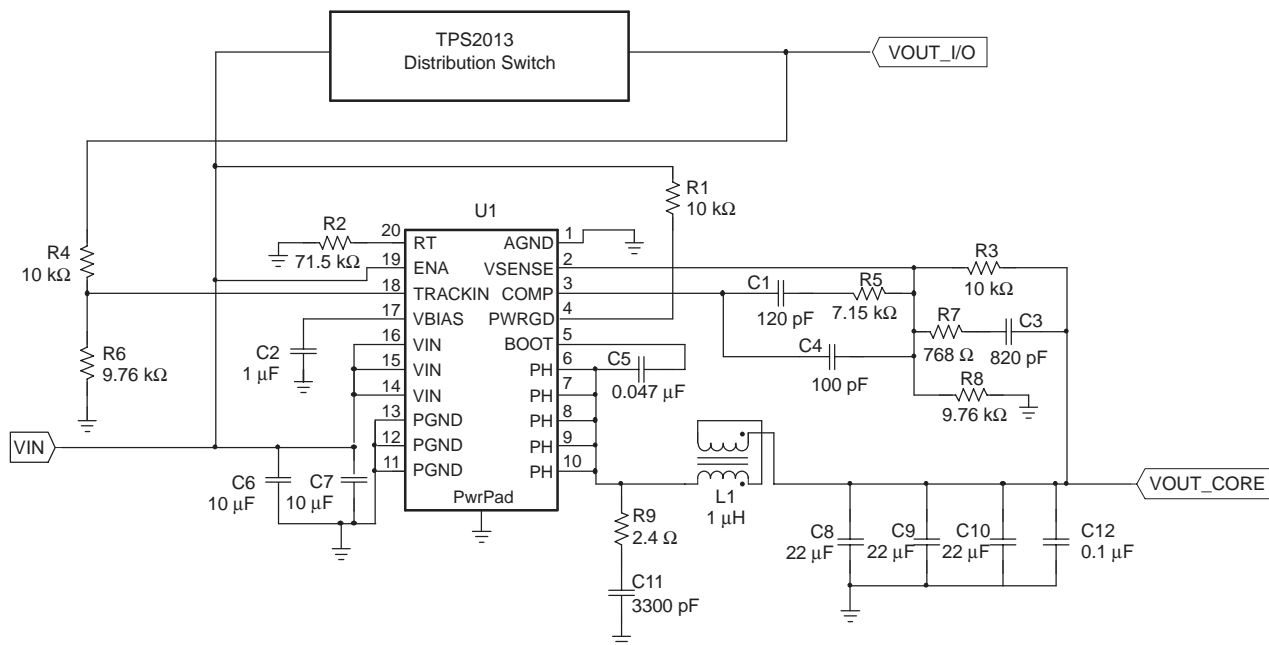 TPS2013
Distribution Switch
VOUT_I/O
R1
10 kΩ
U1
R2
71.5 kΩ
R4
10 kΩ
R6
9.76 kΩ
C2
1 μF
20
19
18
17
16
15
14
13
12
11
RT
ENA
TRACKIN
VBIAS
VIN
VIN
VIN
PGND
PGND
PGND
AGND
VSENSE
COMP
PWRGD
BOOT
PH
PH
PH
PH
PH
PwrPad
1
2
3
4
5
6
7
8
9
10
C5
0.047 μF
C1
120 pF
R5
7.15 kΩ
C4
100 pF
R3
10 kΩ
R7
768 Ω
C3
820 pF
R8
9.76 kΩ
VIN
C6
10 μF
C7
10 μF
L1
1 μH
R9
2.4 Ω
C11
3300 pF
VOUT_CORE
C8
22 μF
C9
22 μF
C10
22 μF
C12
0.1 μF